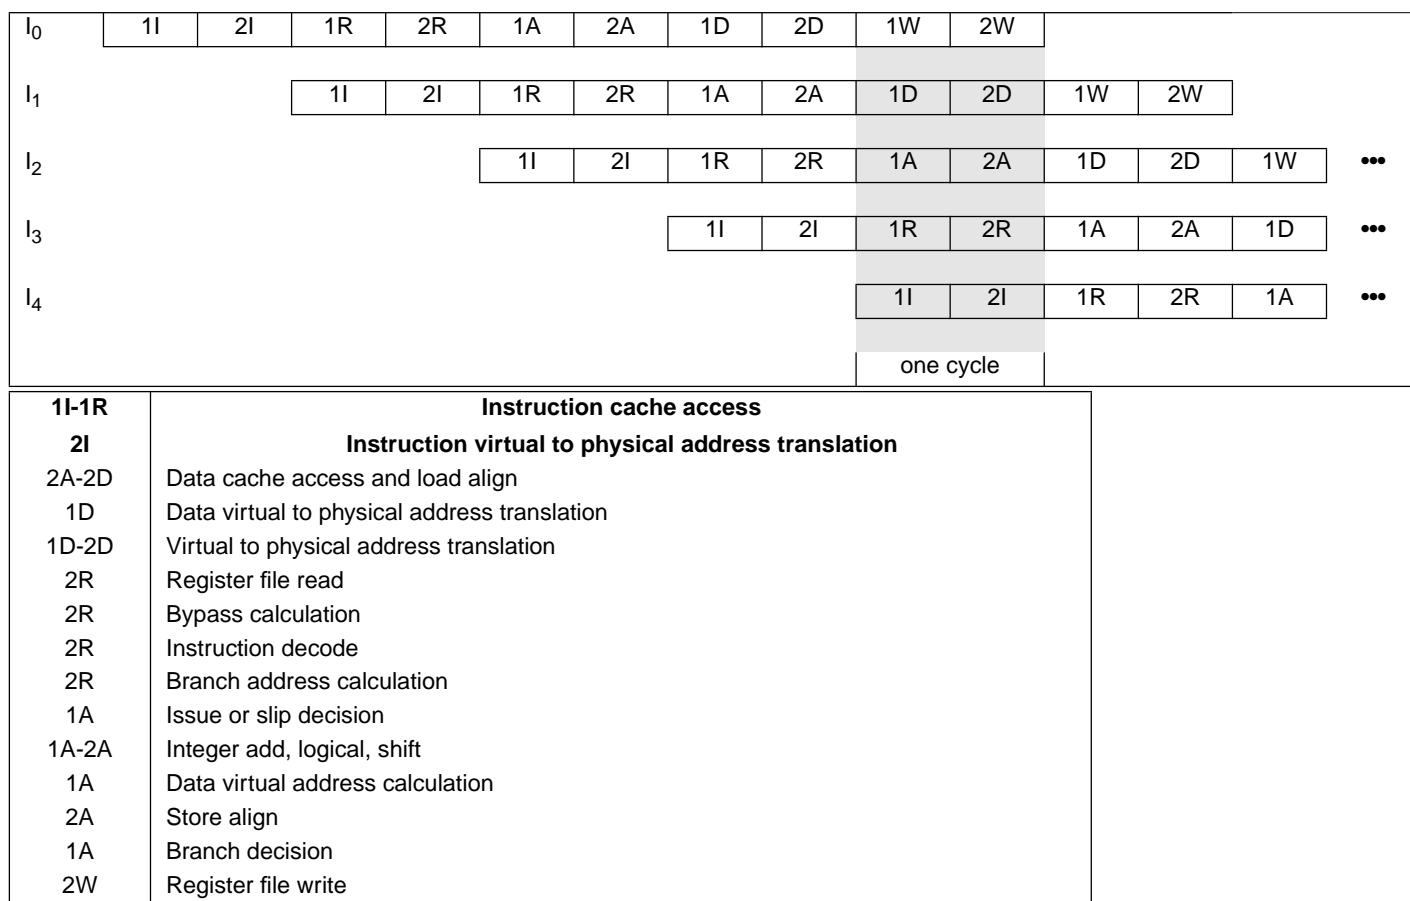 I0 1I 2I 1R 2R 1A 2A 1D 2D 1W 2W
I1 1I 2I 1R 2R 1A 2A 1D 2D 1W 2W
I2 1I 2I 1R 2R 1A 2A 1D 2D 1W •••
I3 1I 2I 1R 2R 1A 2A 1D •••
I4 1I 2I 1R 2R 1A •••
one cycle
1I-1R Instruction cache access
2I Instruction virtual to physical address translation
2A-2D Data cache access and load align
1D Data virtual to physical address translation
1D-2D Virtual to physical address translation
2R Register file read
2R Bypass calculation
2R Instruction decode
2R Branch address calculation
1A Issue or slip decision
1A-2A Integer add, logical, shift
1A Data virtual address calculation
2A Store align
1A Branch decision
2W Register file write